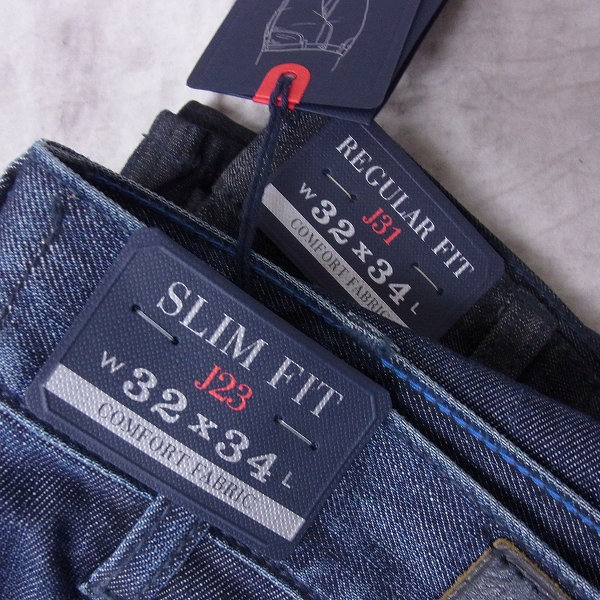 REGULAR FIT
J31
W 32 x 34 L
COMFORT FABRIC
SLIM FIT
J23
W 32 x 34 L
COMFORT FABRIC